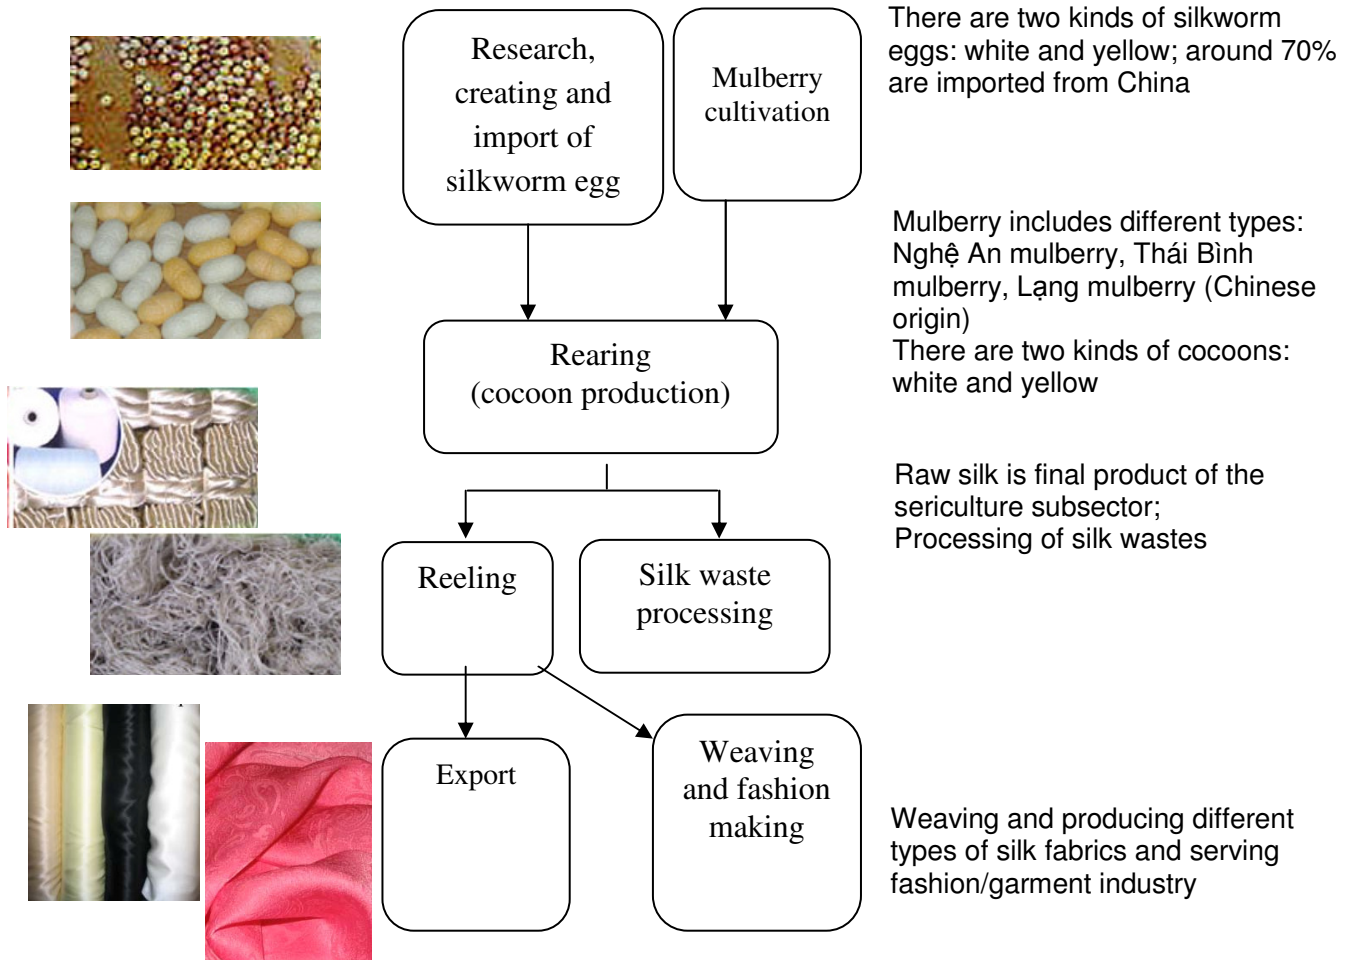 Research,
creating and
import of
silkworm egg
Mulberry
cultivation
There are two kinds of silkworm
eggs: white and yellow; around 70%
are imported from China
Mulberry includes different types:
Nghệ An mulberry, Thái Bình
mulberry, Lạng mulberry (Chinese
origin)
There are two kinds of cocoons:
white and yellow
Rearing
(cocoon production)
Raw silk is final product of the
sericulture subsector;
Processing of silk wastes
Reeling
Silk waste
processing
Export
Weaving
and fashion
making
Weaving and producing different
types of silk fabrics and serving
fashion/garment industry